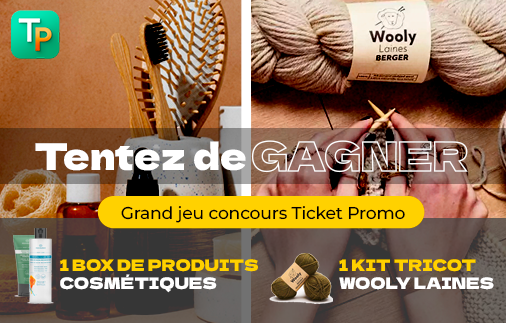 Tp
Wooly
Laines
BERGER
Tentez de GAGNER
Grand jeu concours Ticket Promo
1 BOX DE PRODUITS
COSMÉTIQUES
1 KIT TRICOT
WOOLY LAINES